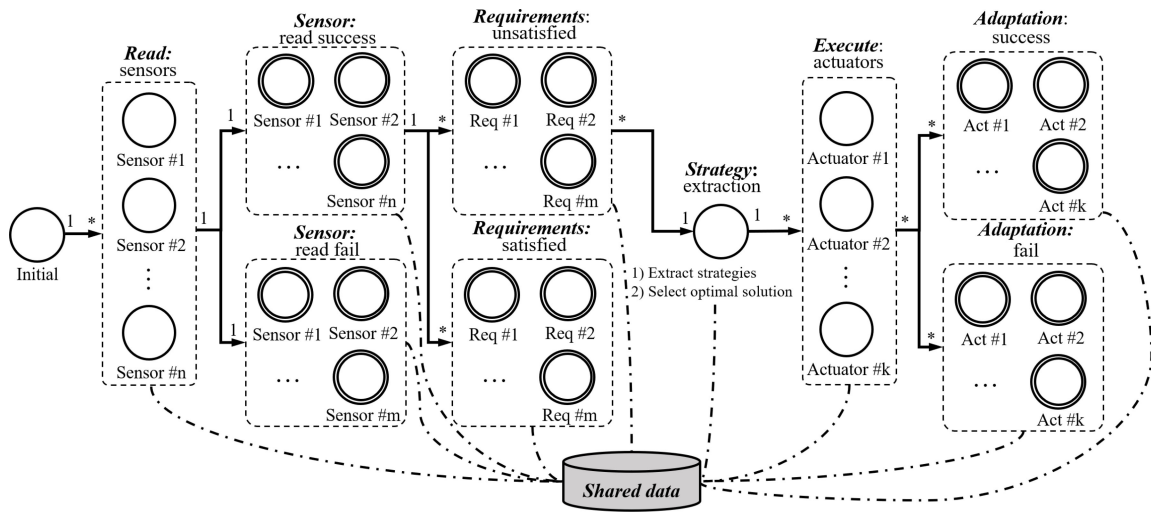 Initial
1
*
Read:
sensors
Sensor #1
Sensor #2
⋮
Sensor #n
1
1
1
Sensor:
read success
Sensor #1
Sensor #2
...
Sensor #n
Sensor:
read fail
Sensor #1
Sensor #2
...
Sensor #m
1
*
*
Requirements:
unsatisfied
Req #1
Req #2
...
Req #m
Requirements:
satisfied
Req #1
Req #2
...
Req #m
*
1
Strategy:
extraction
1) Extract strategies
2) Select optimal solution
1
*
Execute:
actuators
Actuator #1
Actuator #2
⋮
Actuator #k
*
*
*
Adaptation:
success
Act #1
Act #2
...
Act #k
Adaptation:
fail
Act #1
Act #2
...
Act #k
Shared data